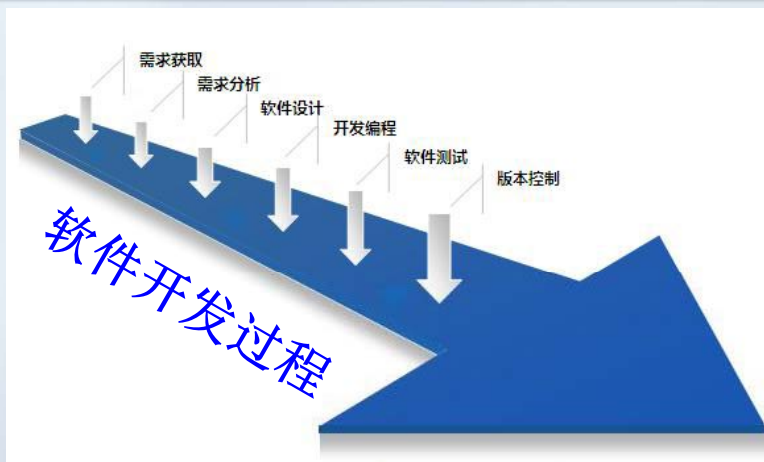 需求获取
需求分析
软件设计
开发编程
软件测试
版本控制
软件开发过程